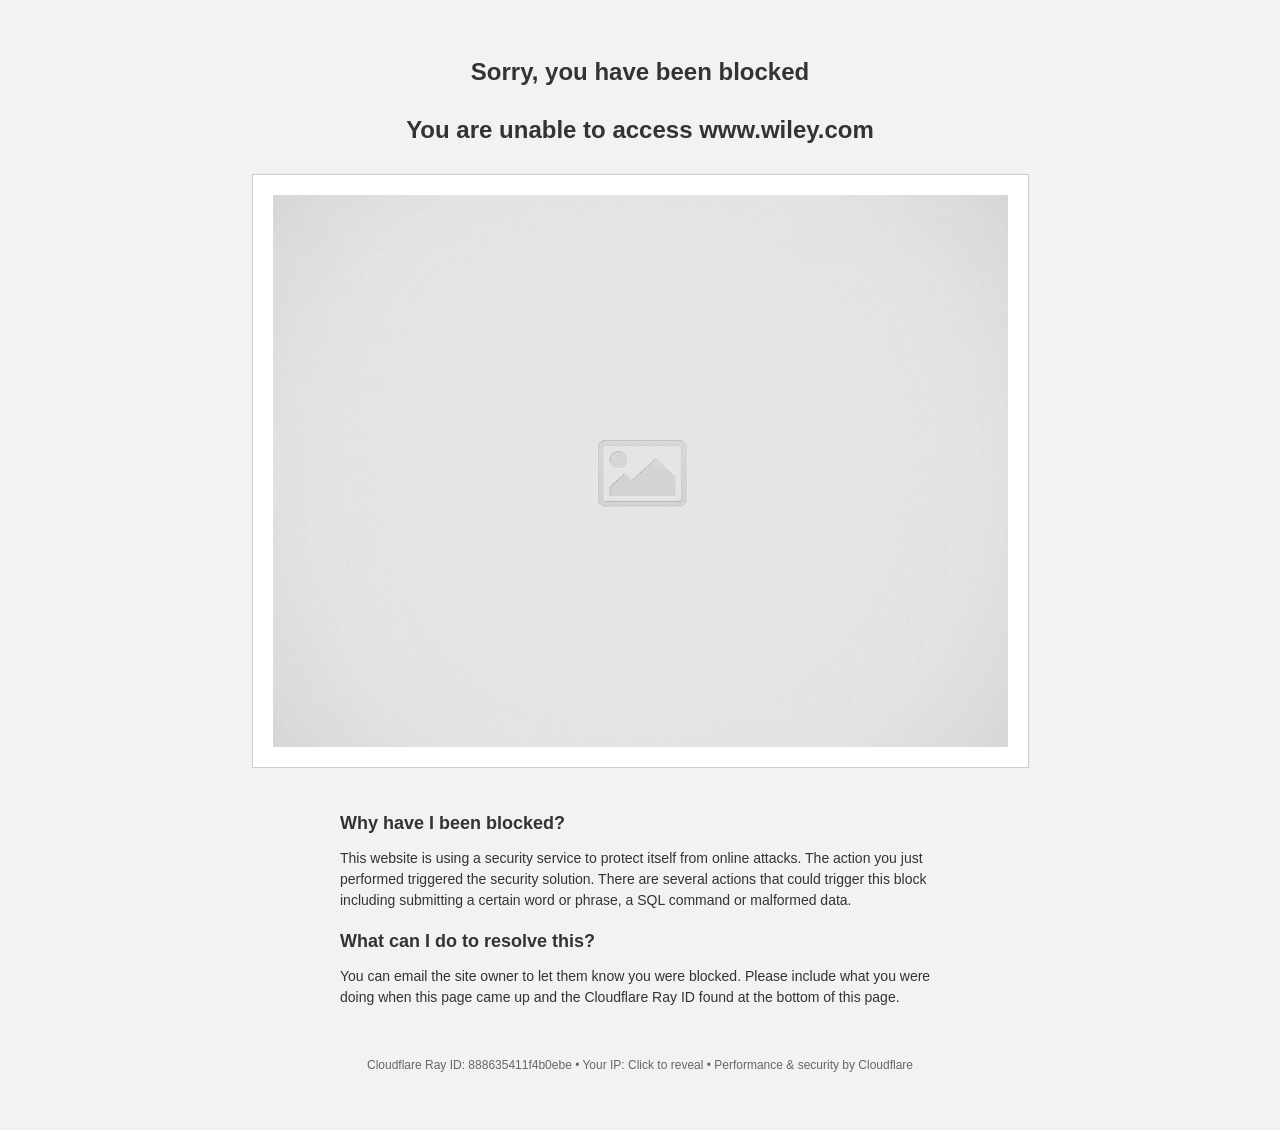 Sorry, you have been blocked
You are unable to access www.wiley.com
Why have I been blocked?
This website is using a security service to protect itself from online attacks. The action you just
performed triggered the security solution. There are several actions that could trigger this block
including submitting a certain word or phrase, a SQL command or malformed data.
What can I do to resolve this?
You can email the site owner to let them know you were blocked. Please include what you were
doing when this page came up and the Cloudflare Ray ID found at the bottom of this page.
Cloudflare Ray ID: 888635411f4b0ebe • Your IP: Click to reveal • Performance & security by Cloudflare